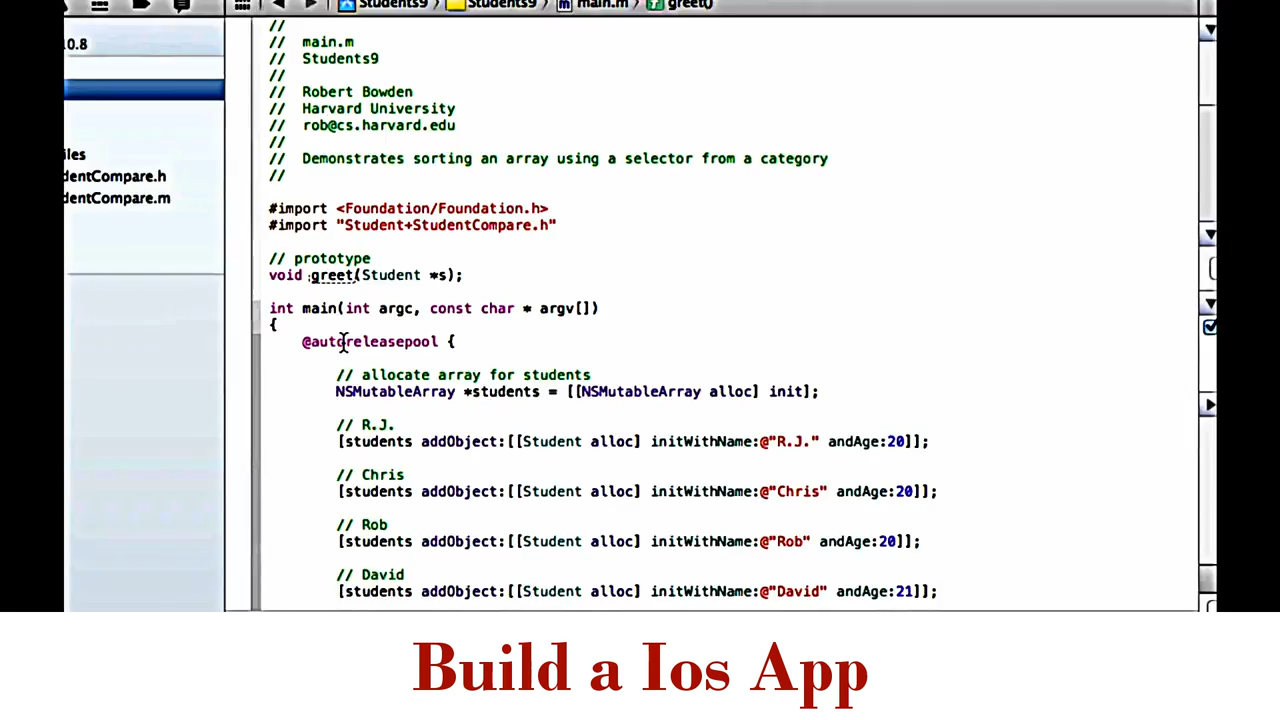 Students9 Students9 main.m greet()
.0.8
iles
dentCompare.h
dentCompare.m
//
// main.m
// Students9
//
// Robert Bowden
// Harvard University
// rob@cs.harvard.edu
//
// Demonstrates sorting an array using a selector from a category
//
#import <Foundation/Foundation.h>
#import "Student+StudentCompare.h"
// prototype
void greet(Student *s);
int main(int argc, const char * argv[])
{
@autoreleasepool {
// allocate array for students
NSMutableArray *students = [[NSMutableArray alloc] init];
// R.J.
[students addObject:[[Student alloc] initWithName:@"R.J." andAge:20]];
// Chris
[students addObject:[[Student alloc] initWithName:@"Chris" andAge:20]];
// Rob
[students addObject:[[Student alloc] initWithName:@"Rob" andAge:20]];
// David
[students addObject:[[Student alloc] initWithName:@"David" andAge:21]];
Build a Ios App